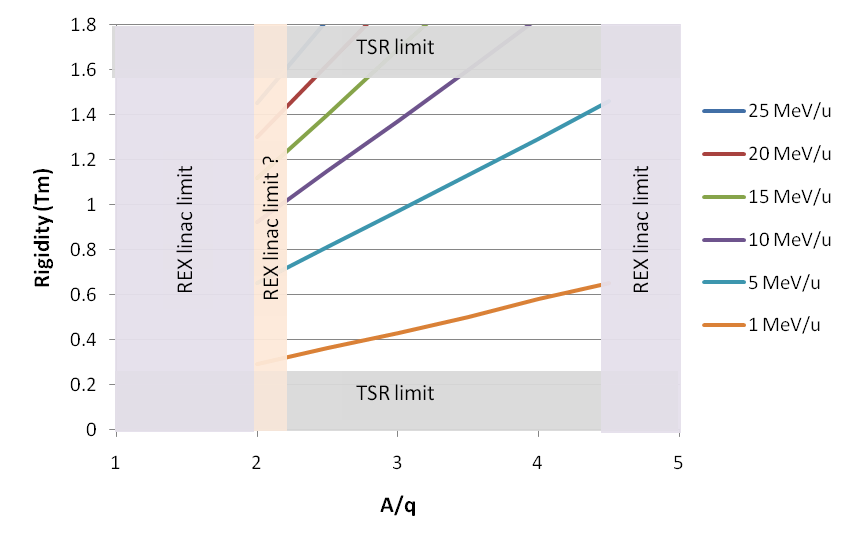 1.8
1.6
1.4
1.2
1
0.8
0.6
0.4
0.2
0
Rigidity (Tm)
1
2
3
4
5
A/q
TSR limit
TSR limit
REX linac limit
REX linac limit ?
REX linac limit
25 MeV/u
20 MeV/u
15 MeV/u
10 MeV/u
5 MeV/u
1 MeV/u